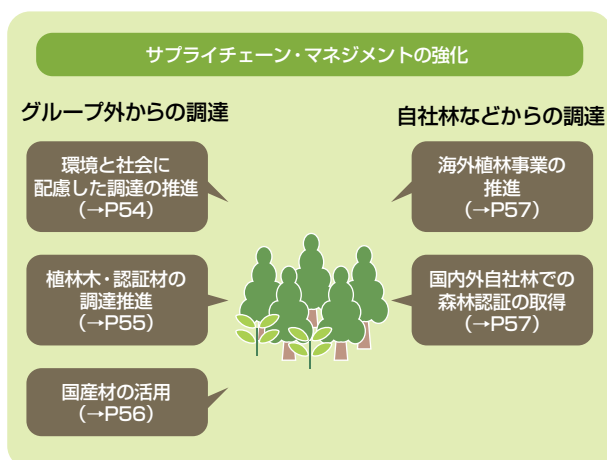 サプライチェーン・マネジメントの強化
グループ外からの調達
環境と社会に
配慮した調達の推進
(→P54)
植林木・認証材の
調達推進
(→P55)
国産材の活用
(→P56)
自社林などからの調達
海外植林事業の
推進
(→P57)
国内外自社林での
森林認証の取得
(→P57)